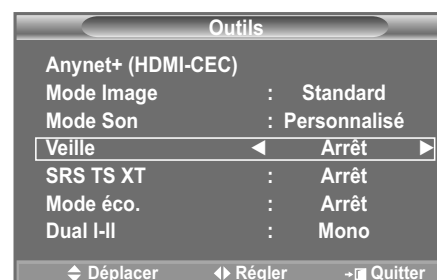 Outils
Anynet+ (HDMI-CEC)
Mode Image : Standard
Mode Son : Personnalisé
Veille ◄ Arrêt ►
SRS TS XT : Arrêt
Mode éco. : Arrêt
Dual I-II : Mono
Déplacer Régler Quitter